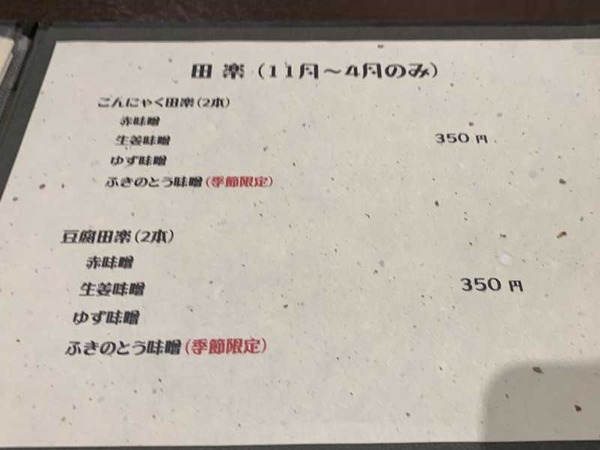 田 楽 (11月～4月のみ)
こんにゃく田楽(2本)
赤味噌
生姜味噌 350 円
ゆず味噌
ふきのとう味噌(季節限定)
豆腐田楽(2本)
赤味噌
生姜味噌 350 円
ゆず味噌
ふきのとう味噌(季節限定)